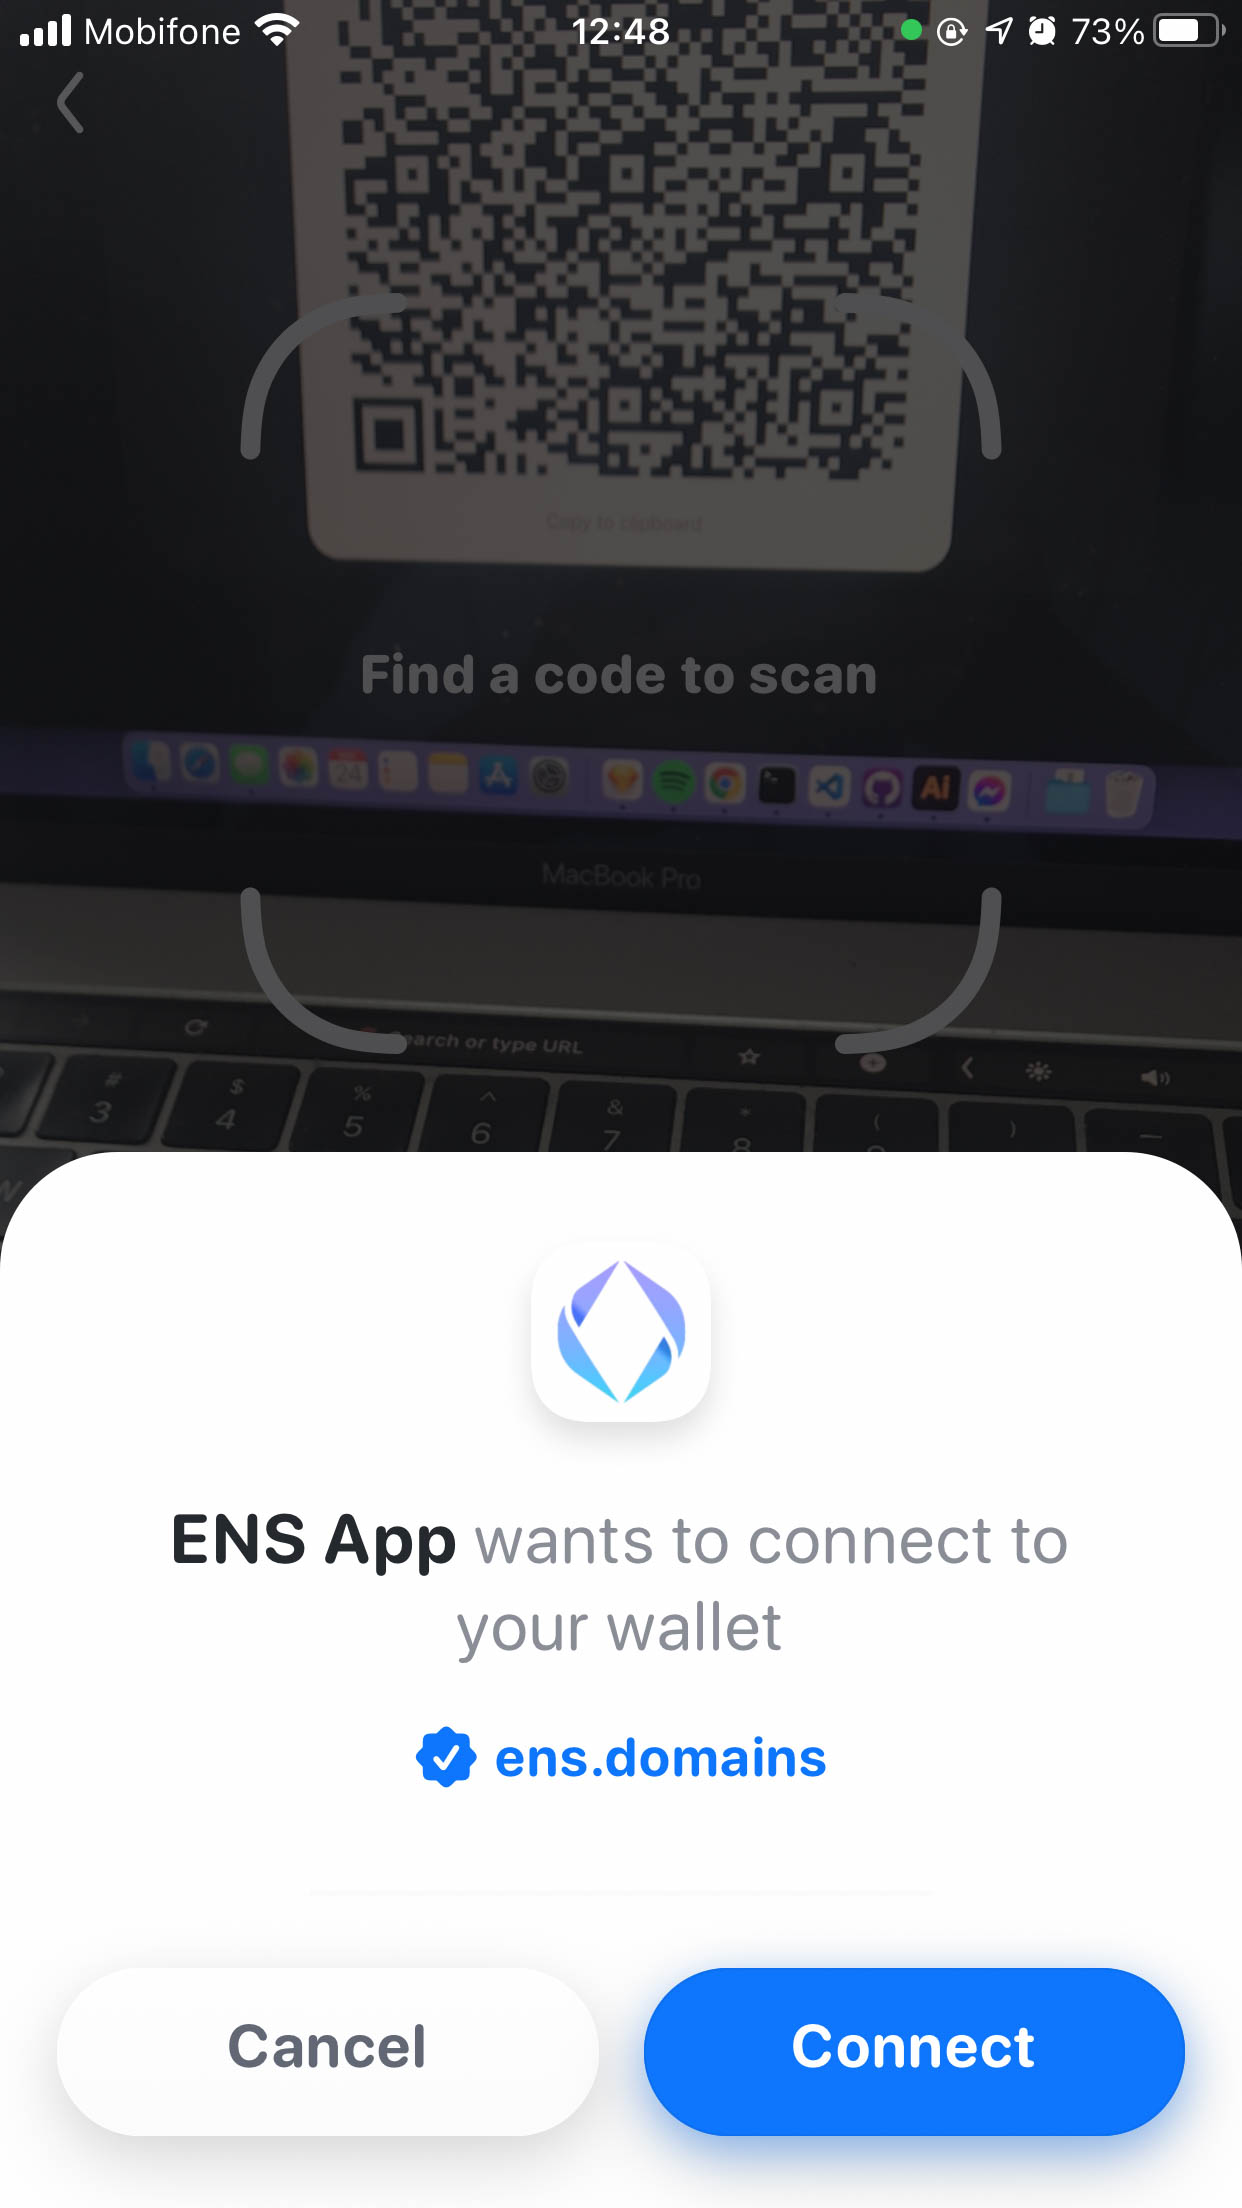 Mobifone 12:48 73%
Copy to clipboard
Find a code to scan
24
Ai
MacBook Pro
Search or type URL
# $ % ^ & * ( ) —
3 4 5 6 7 8
W
ENS App wants to connect to
your wallet
ens.domains
Cancel Connect